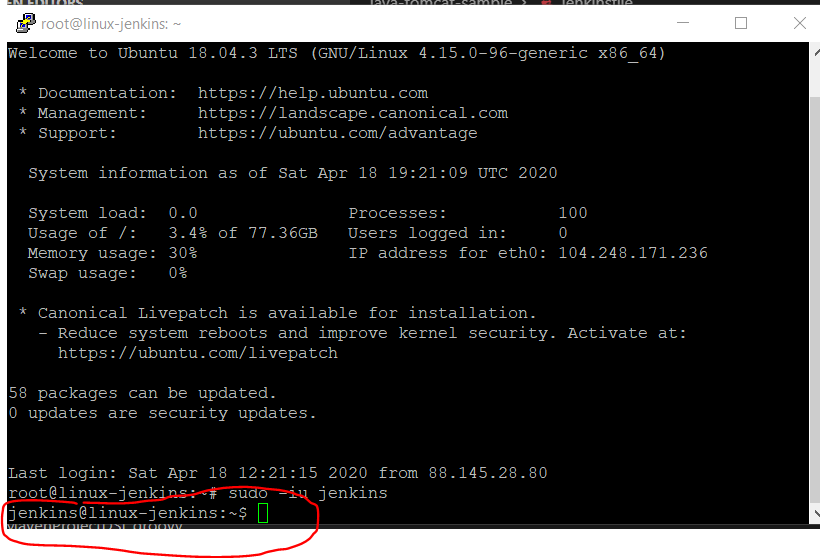 java-tomcat-sample > Jenkinsfile
root@linux-jenkins: ~
Welcome to Ubuntu 18.04.3 LTS (GNU/Linux 4.15.0-96-generic x86_64)
* Documentation:  https://help.ubuntu.com
* Management:     https://landscape.canonical.com
* Support:        https://ubuntu.com/advantage
System information as of Sat Apr 18 19:21:09 UTC 2020
System load:  0.0               Processes:           100
Usage of /:   3.4% of 77.36GB   Users logged in:     0
Memory usage: 30%               IP address for eth0: 104.248.171.236
Swap usage:   0%
* Canonical Livepatch is available for installation.
- Reduce system reboots and improve kernel security. Activate at:
https://ubuntu.com/livepatch
58 packages can be updated.
0 updates are security updates.
Last login: Sat Apr 18 12:21:15 2020 from 88.145.28.80
root@linux-jenkins:~# sudo -iu jenkins
jenkins@linux-jenkins:~$